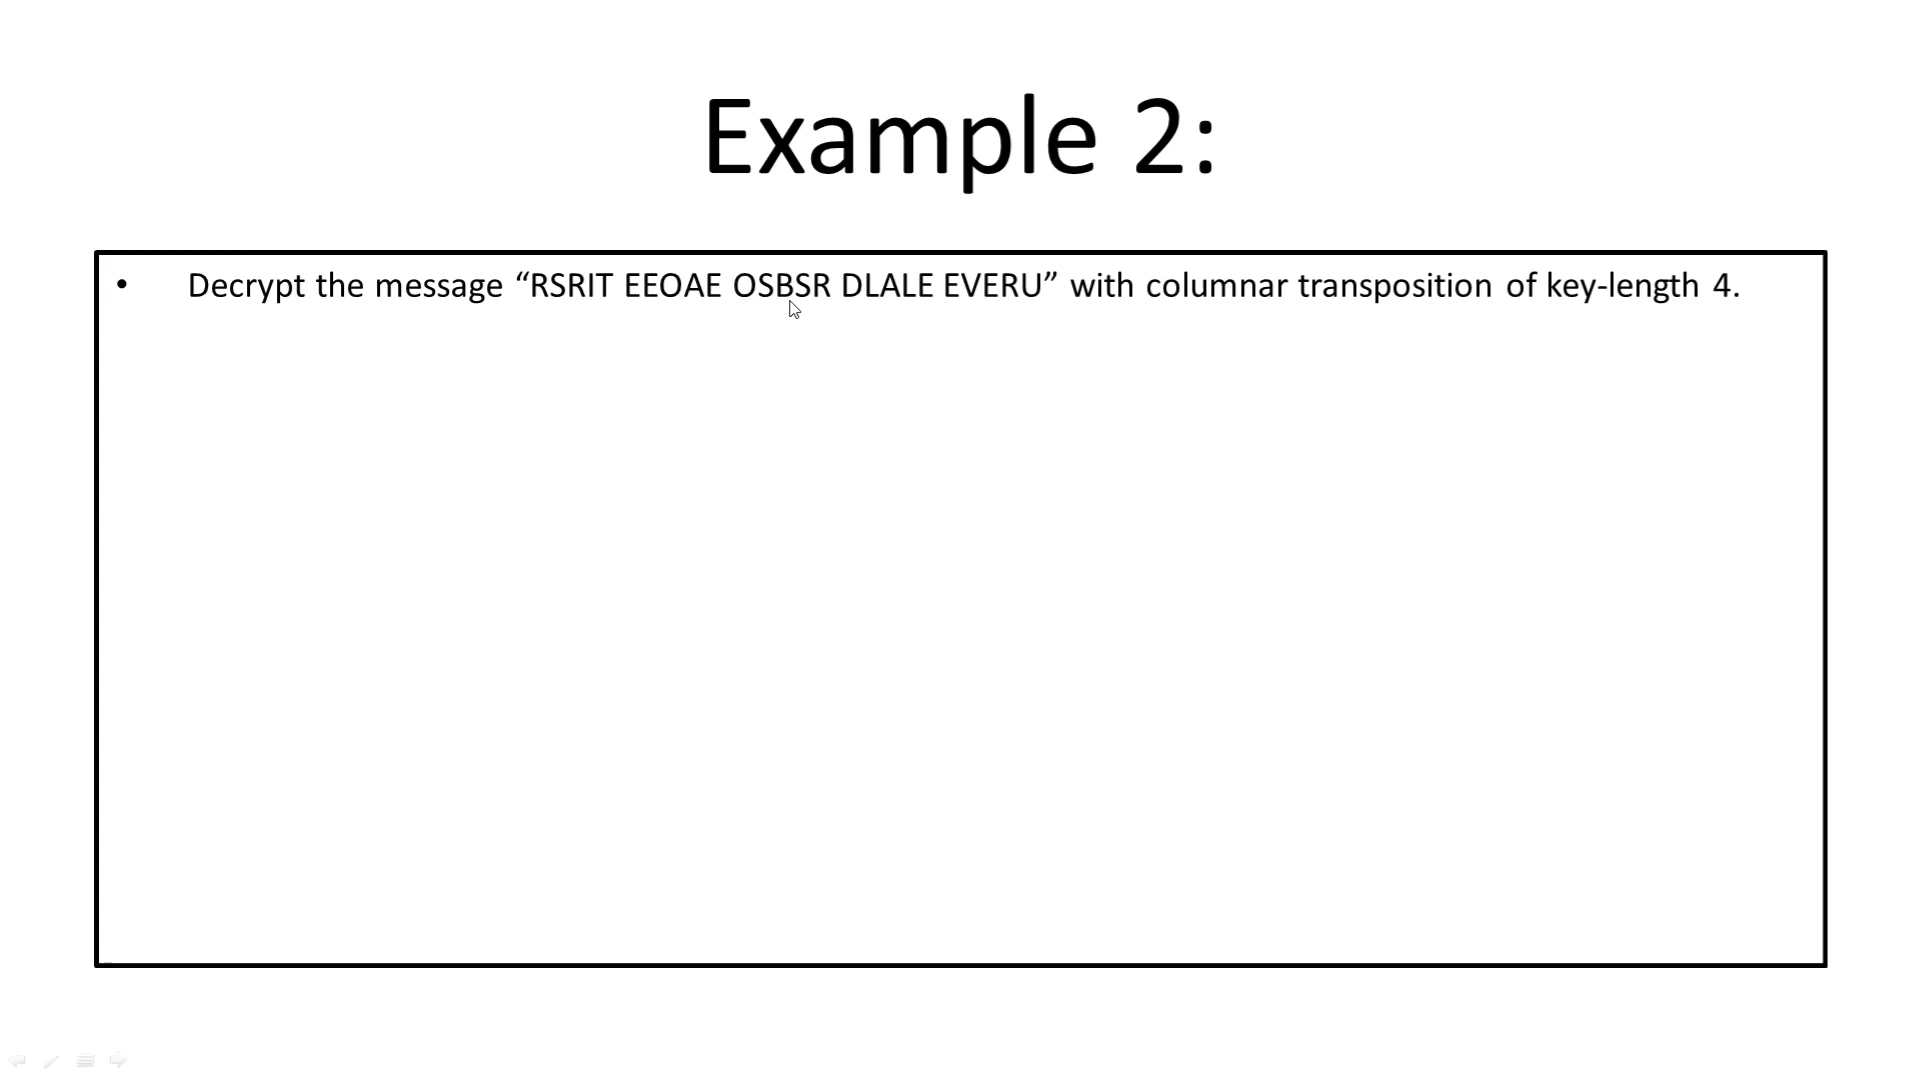 Example 2:
• Decrypt the message “RSRIT EEOAE OSBSR DLALE EVERU” with columnar transposition of key-length 4.